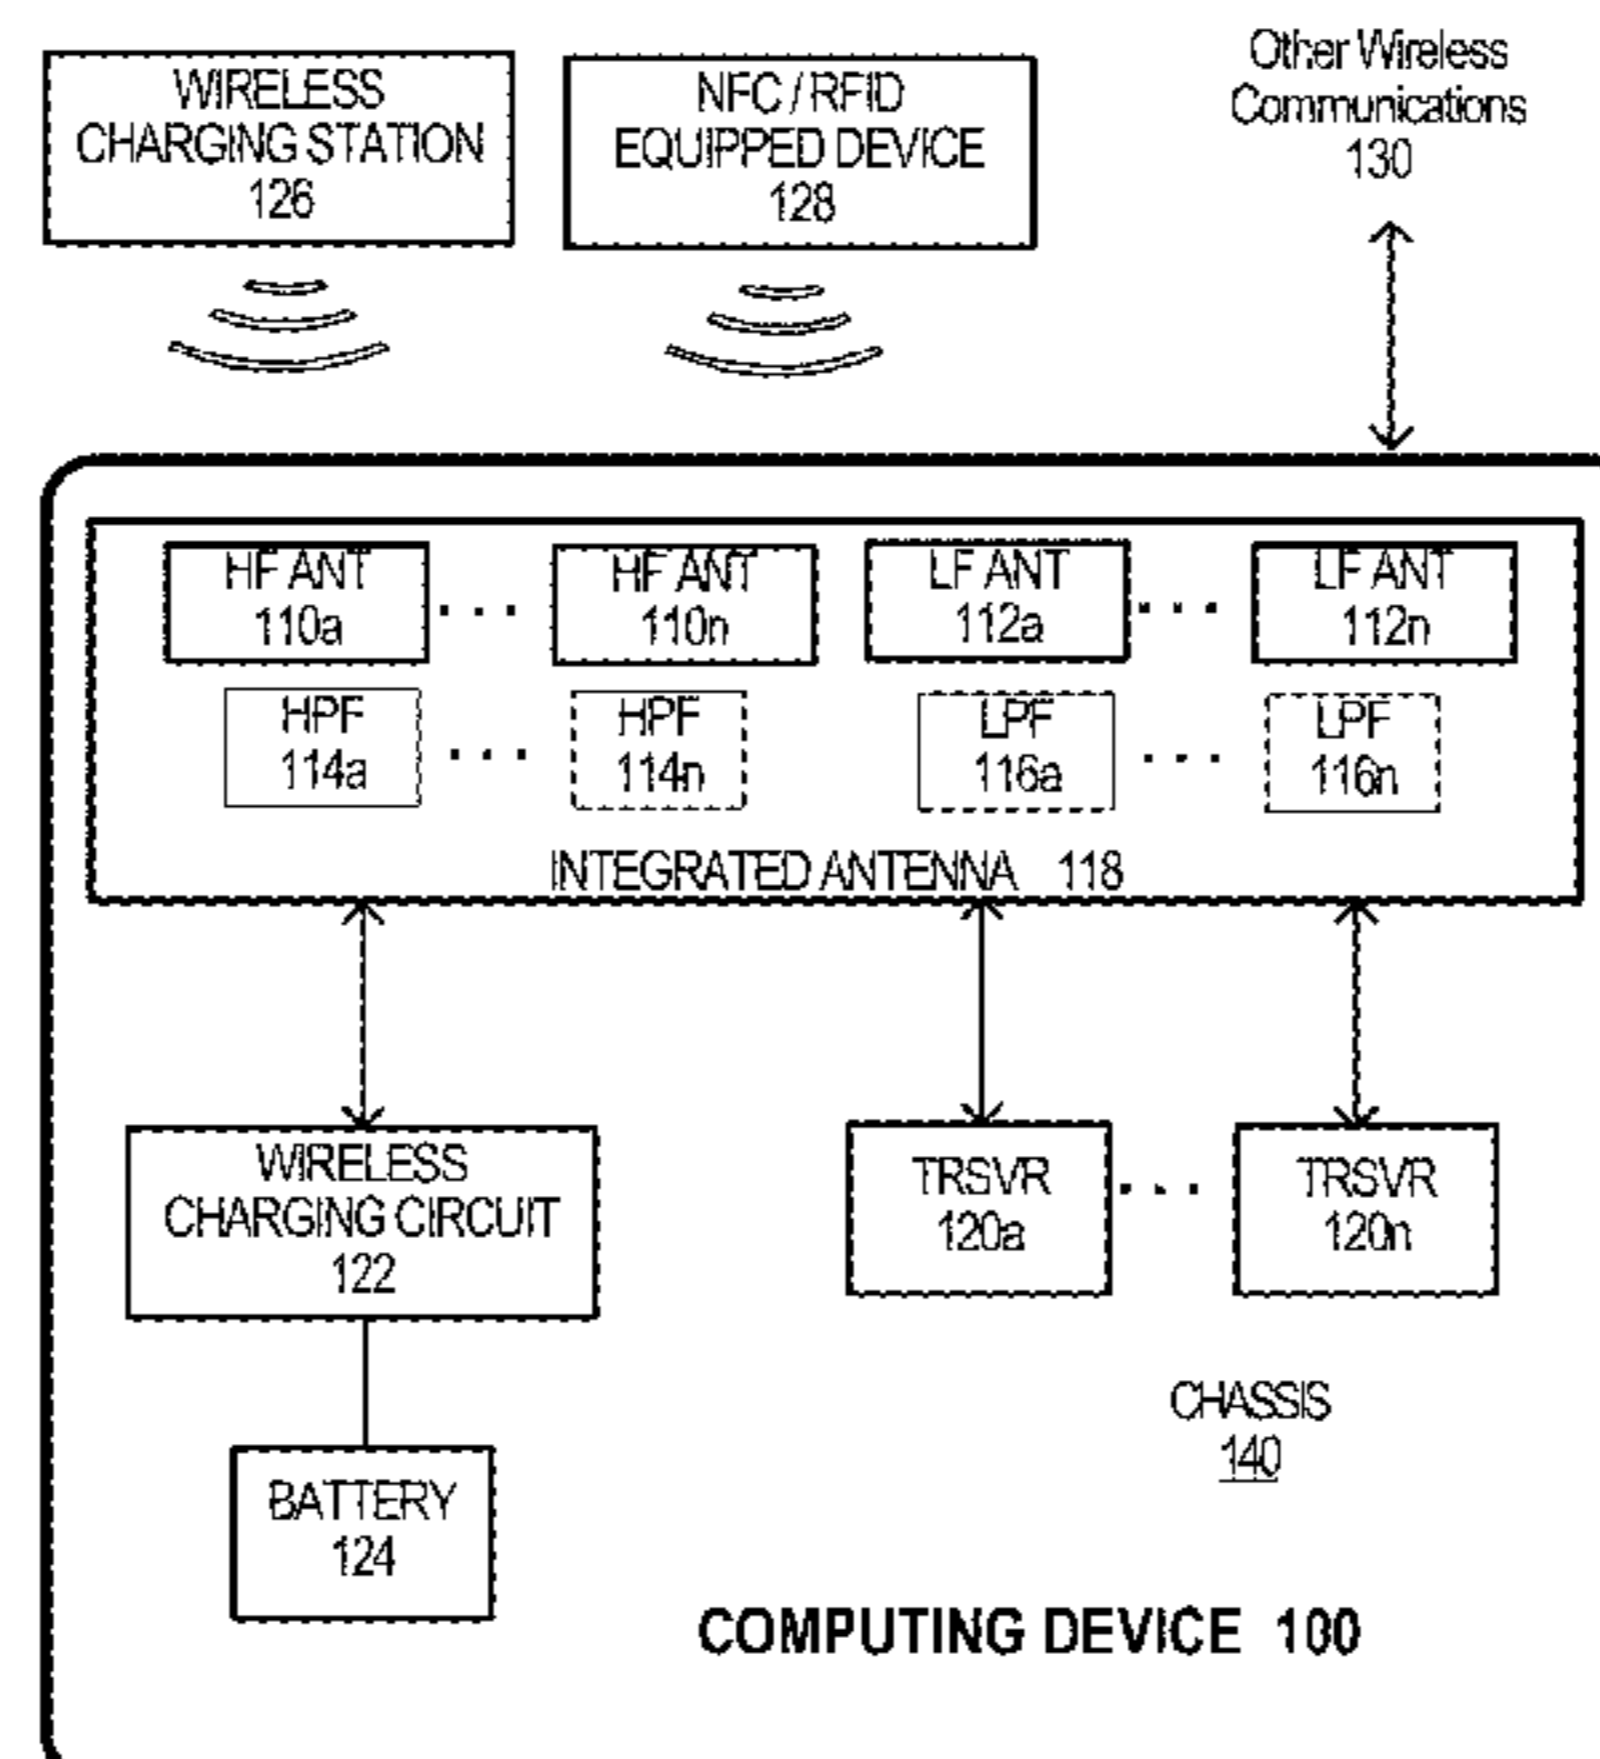 WIRELESS
CHARGING STATION
126
NFC / RFID
EQUIPPED DEVICE
128
Other Wireless
Communications
130
HF ANT
110a
...
HF ANT
110n
LF ANT
112a
...
LF ANT
112n
HPF
114a
...
HPF
114n
LPF
116a
...
LPF
116n
INTEGRATED ANTENNA 118
WIRELESS
CHARGING CIRCUIT
122
TRSVR
120a
...
TRSVR
120n
CHASSIS
140
BATTERY
124
COMPUTING DEVICE 100